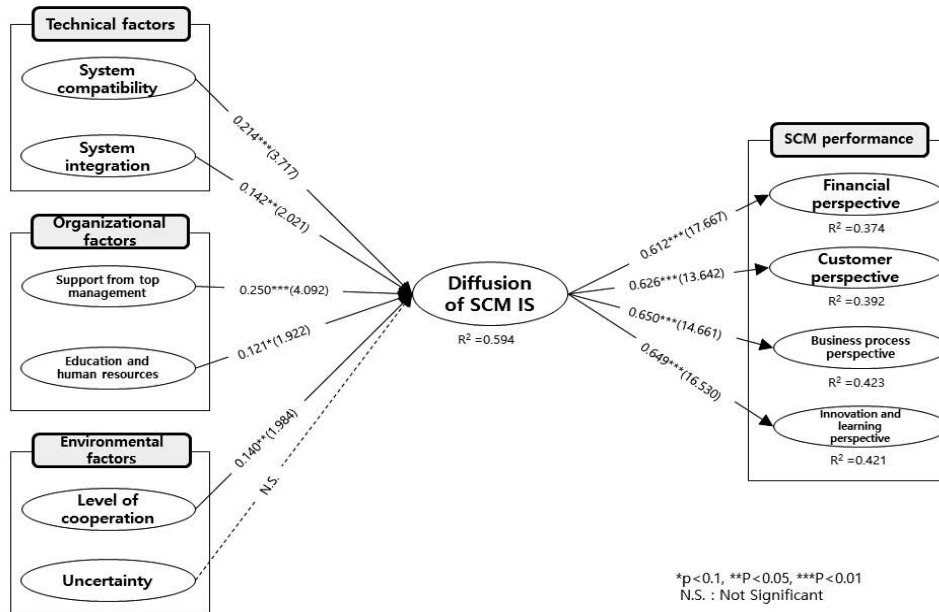 Technical factors
System
compatibility
System
integration
0.214***(3.717)
0.142**(2.021)
Organizational
factors
Support from top
management
Education and
human resources
0.250***(4.092)
0.121*(1.922)
Environmental
factors
Level of
cooperation
Uncertainty
0.140**(1.984)
N.S.
Diffusion
of SCM IS
R² =0.594
0.612***(17.667)
0.626***(13.642)
0.650***(14.661)
0.649***(16.530)
SCM performance
Financial
perspective
R² =0.374
Customer
perspective
R² =0.392
Business process
perspective
R² =0.423
Innovation and
learning
perspective
R² =0.421
*p<0.1, **P<0.05, ***P<0.01
N.S. : Not Significant